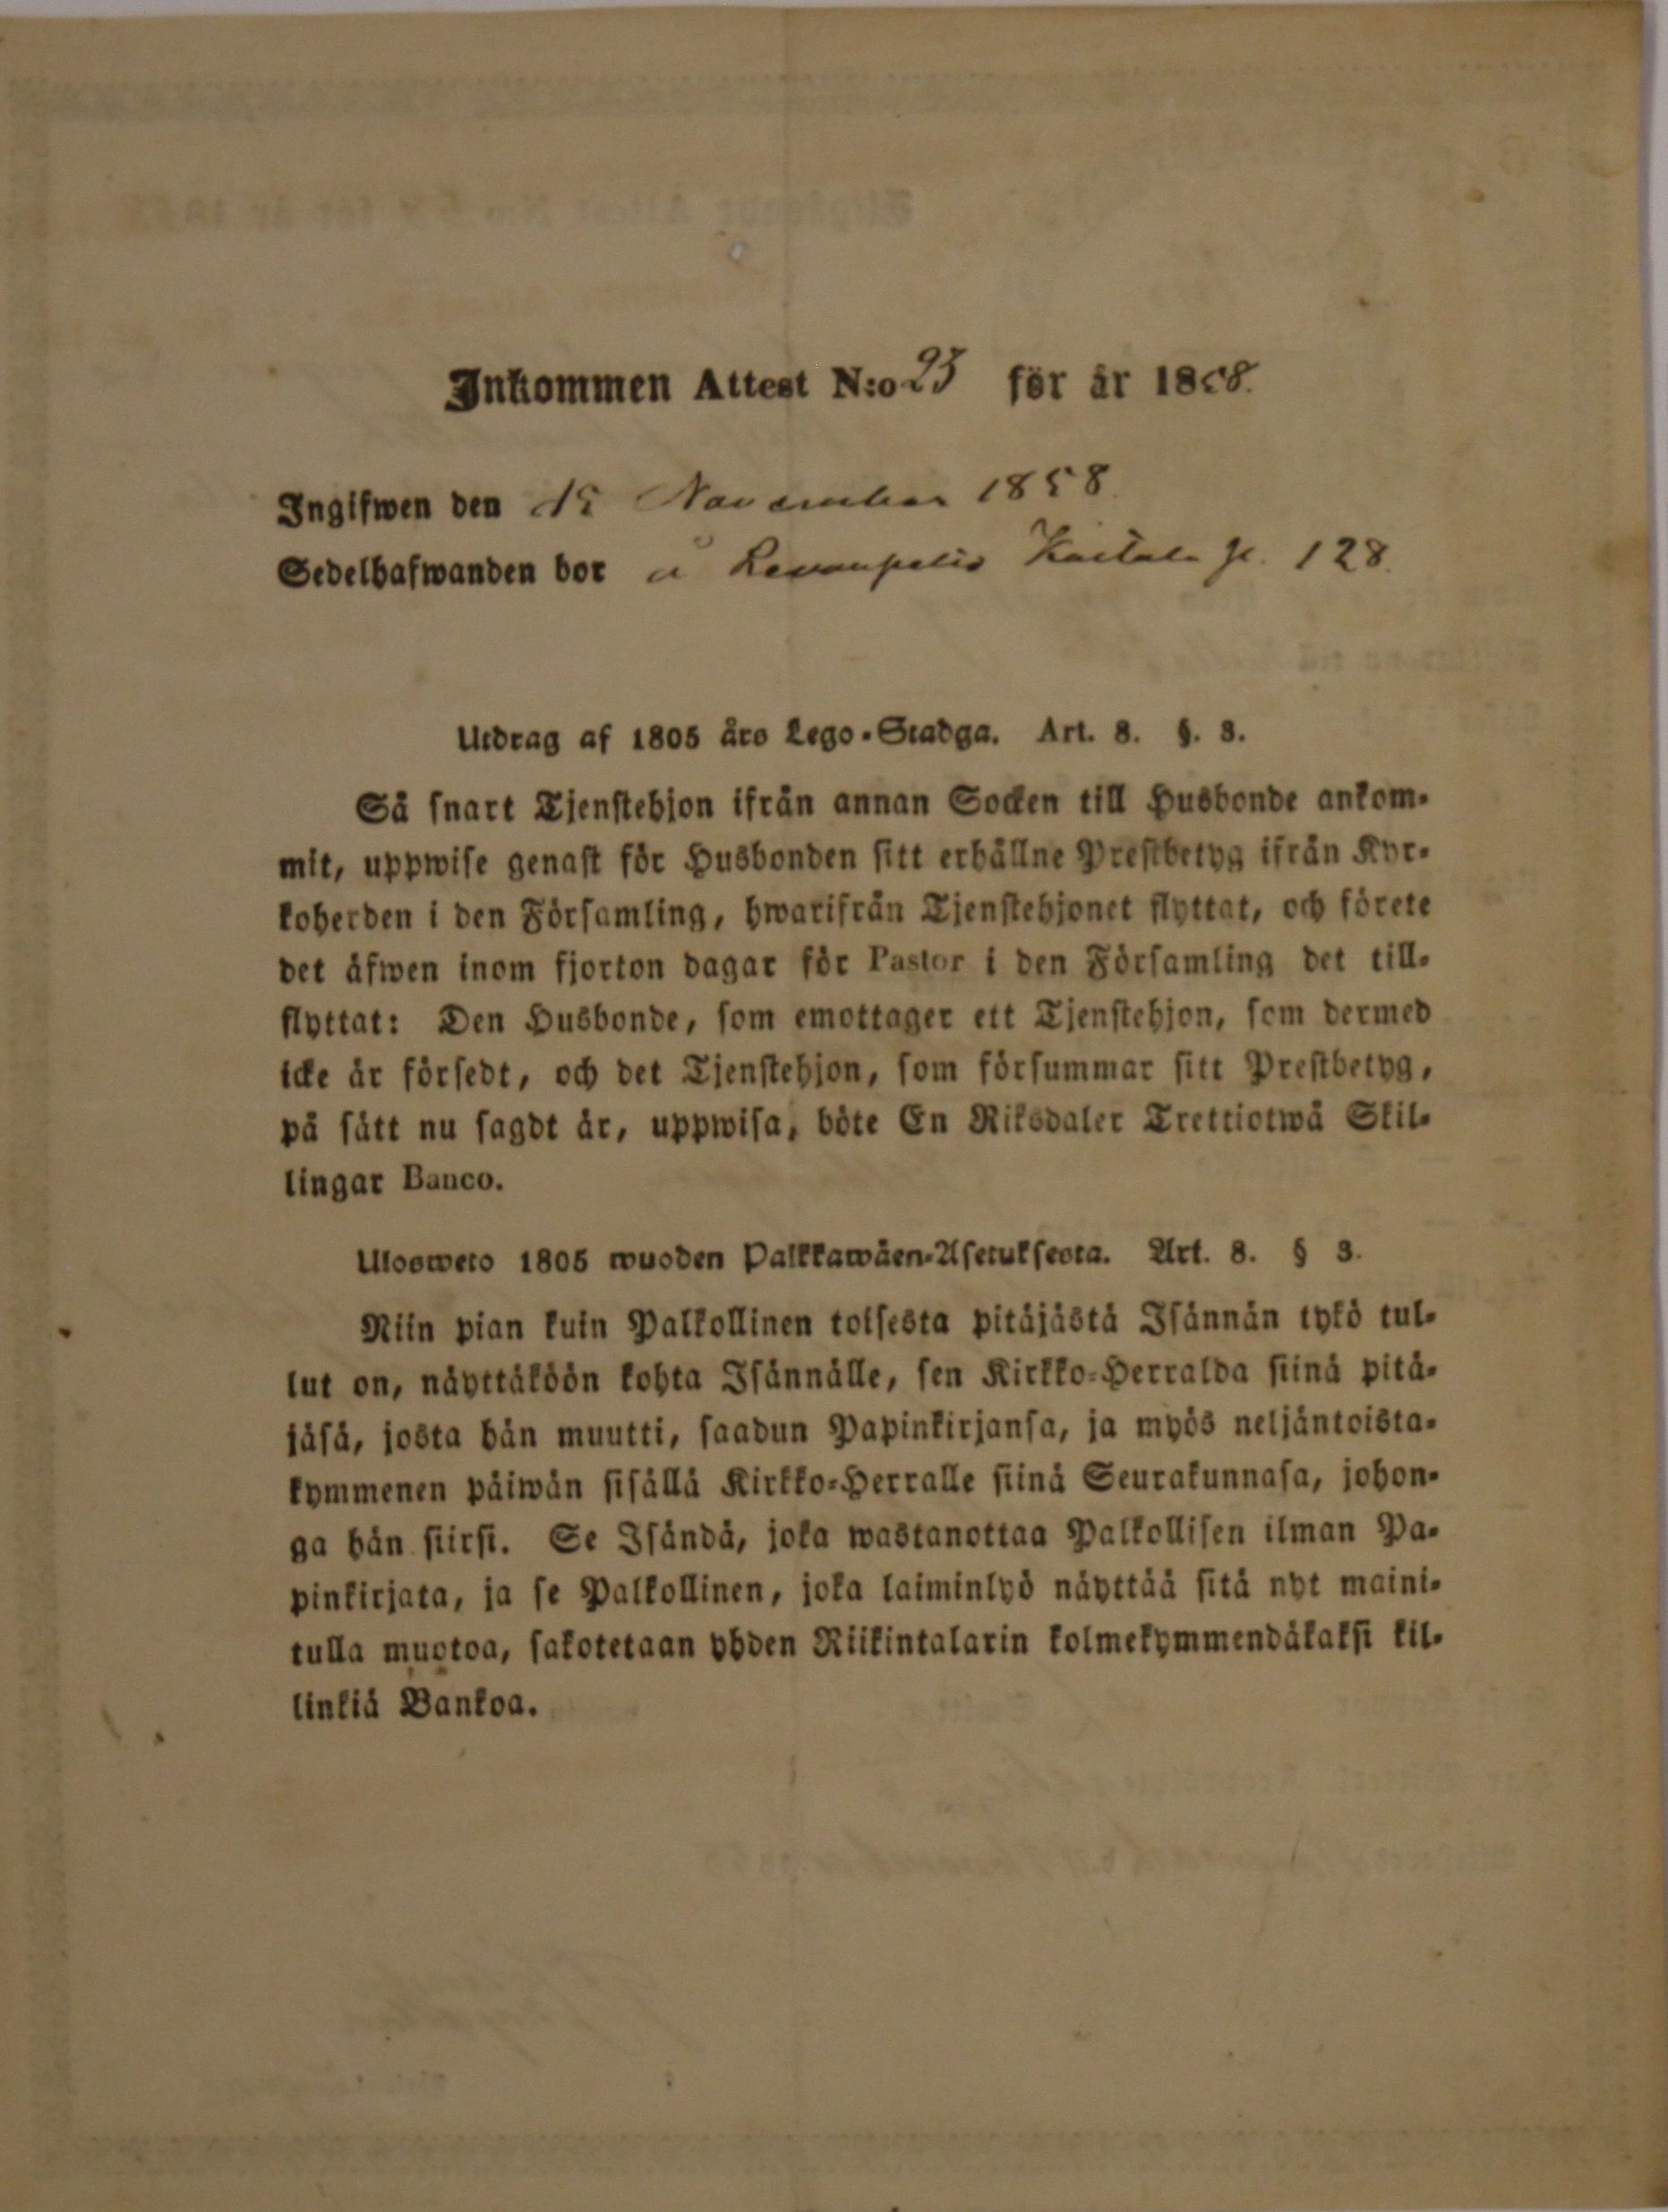 Inkommen Attest N:o 23 för år 1858.
Ingifwen den 15 November 1858.
Sedelhafwanden bor å 128.
Utdrag af 1805 års Lego-Stadga. Art. 8. §. 3.
Så snart Tjenstehjon ifrån annan Socken till Husbonde ankom-
mit, uppwise genast för Husbonden sitt erhållne Prestbetyg ifrån Kyr-
koherden i den Församling, hwarifrån Tjenstehjonet flyttat, och förete
det äfwen inom fjorton dagar för Pastor i den Församling det till-
flyttat: Den Husbonde, som emottager ett Tjenstehjon, som dermed
icke är försedt, och det Tjenstehjon, som försummar sitt Prestbetyg,
på sätt nu sagdt är, uppwisa, böte En Riksdaler Trettiotwå Skil-
lingar Banco.
Ulosweto 1805 wuoden Palkkawäen-Asetuksesta. Art. 8. § 3.
Niin pian kuin Palkollinen toisesta pitäjästä Isännän tykö tul-
lut on, näyttäköön kohta Isännälle, sen Kirkko-Herralda siinä pitä-
jäsä, josta hän muutti, saadun Papinkirjansa, ja myös neljäntoista-
kymmenen päiwän sisällä Kirkko-Herralle siinä Seurakunnasa, johon-
ga hän siirsi. Se Isändä, joka wastanottaa Palkollisen ilman Pa-
pinkirjata, ja se Palkollinen, joka laiminlyö näyttää sitä nyt maini-
tulla muotoa, sakotetaan yhden Riikintalarin kolmekymmendäkaksi kil-
linkiä Bankoa.